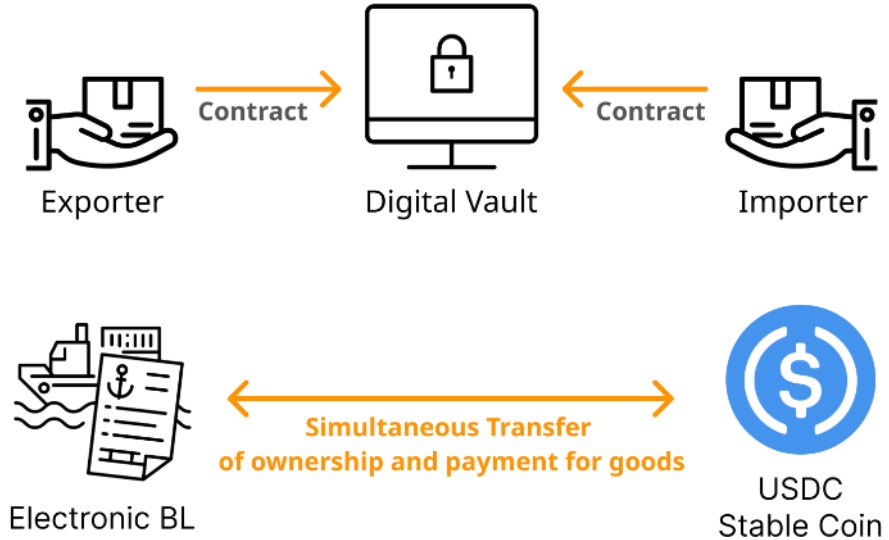 Contract
Contract
Exporter
Digital Vault
Importer
Simultaneous Transfer
of ownership and payment for goods
Electronic BL
USDC
Stable Coin